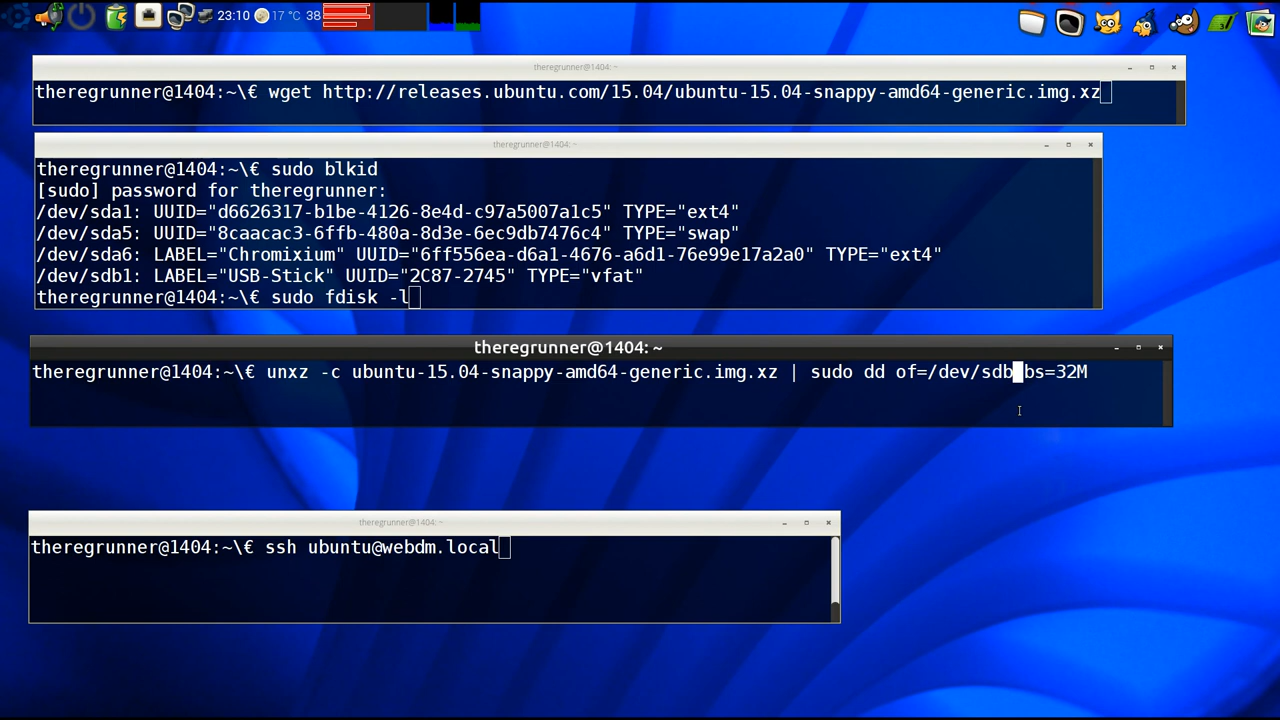 23:10 17 °C 38
theregrunner@1404: ~
theregrunner@1404:~\€ wget http://releases.ubuntu.com/15.04/ubuntu-15.04-snappy-amd64-generic.img.xz
theregrunner@1404: ~
theregrunner@1404:~\€ sudo blkid
[sudo] password for theregrunner:
/dev/sda1: UUID="d6626317-b1be-4126-8e4d-c97a5007a1c5" TYPE="ext4"
/dev/sda5: UUID="8caacac3-6ffb-480a-8d3e-6ec9db7476c4" TYPE="swap"
/dev/sda6: LABEL="Chromixium" UUID="6ff556ea-d6a1-4676-a6d1-76e99e17a2a0" TYPE="ext4"
/dev/sdb1: LABEL="USB-Stick" UUID="2C87-2745" TYPE="vfat"
theregrunner@1404:~\€ sudo fdisk -l
theregrunner@1404: ~
theregrunner@1404:~\€ unxz -c ubuntu-15.04-snappy-amd64-generic.img.xz | sudo dd of=/dev/sdb bs=32M
theregrunner@1404: ~
theregrunner@1404:~\€ ssh ubuntu@webdm.local